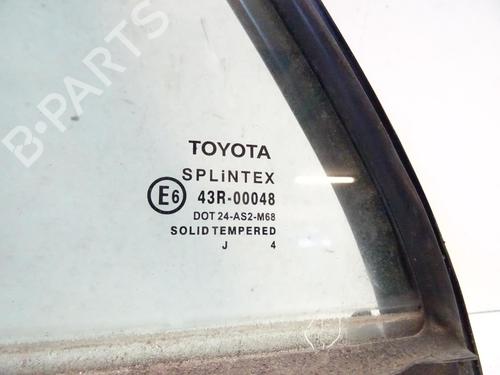 B-PARTS
TOYOTA
SPLiNTEX
E6 43R-00048
DOT 24-AS2-M68
SOLID TEMPERED
J 4